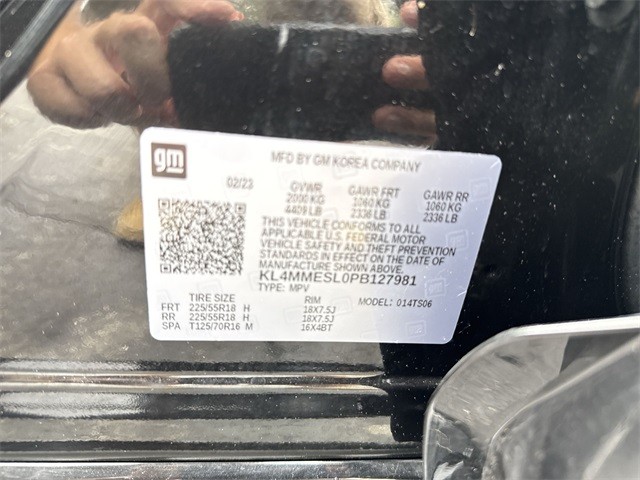 gm
MFD BY GM KOREA COMPANY
02/23 GVWR GAWR FRT GAWR RR
2000 KG 1060 KG 1060 KG
4409 LB 2336 LB 2336 LB
THIS VEHICLE CONFORMS TO ALL
APPLICABLE U.S. FEDERAL MOTOR
VEHICLE SAFETY AND THEFT PREVENTION
STANDARDS IN EFFECT ON THE DATE OF
MANUFACTURE SHOWN ABOVE.
KL4MMESL0PB127981
TYPE: MPV
TIRE SIZE RIM MODEL: 014TS06
FRT 225/55R18 H 18X7.5J
RR 225/55R18 H 18X7.5J
SPA T125/70R16 M 16X4BT